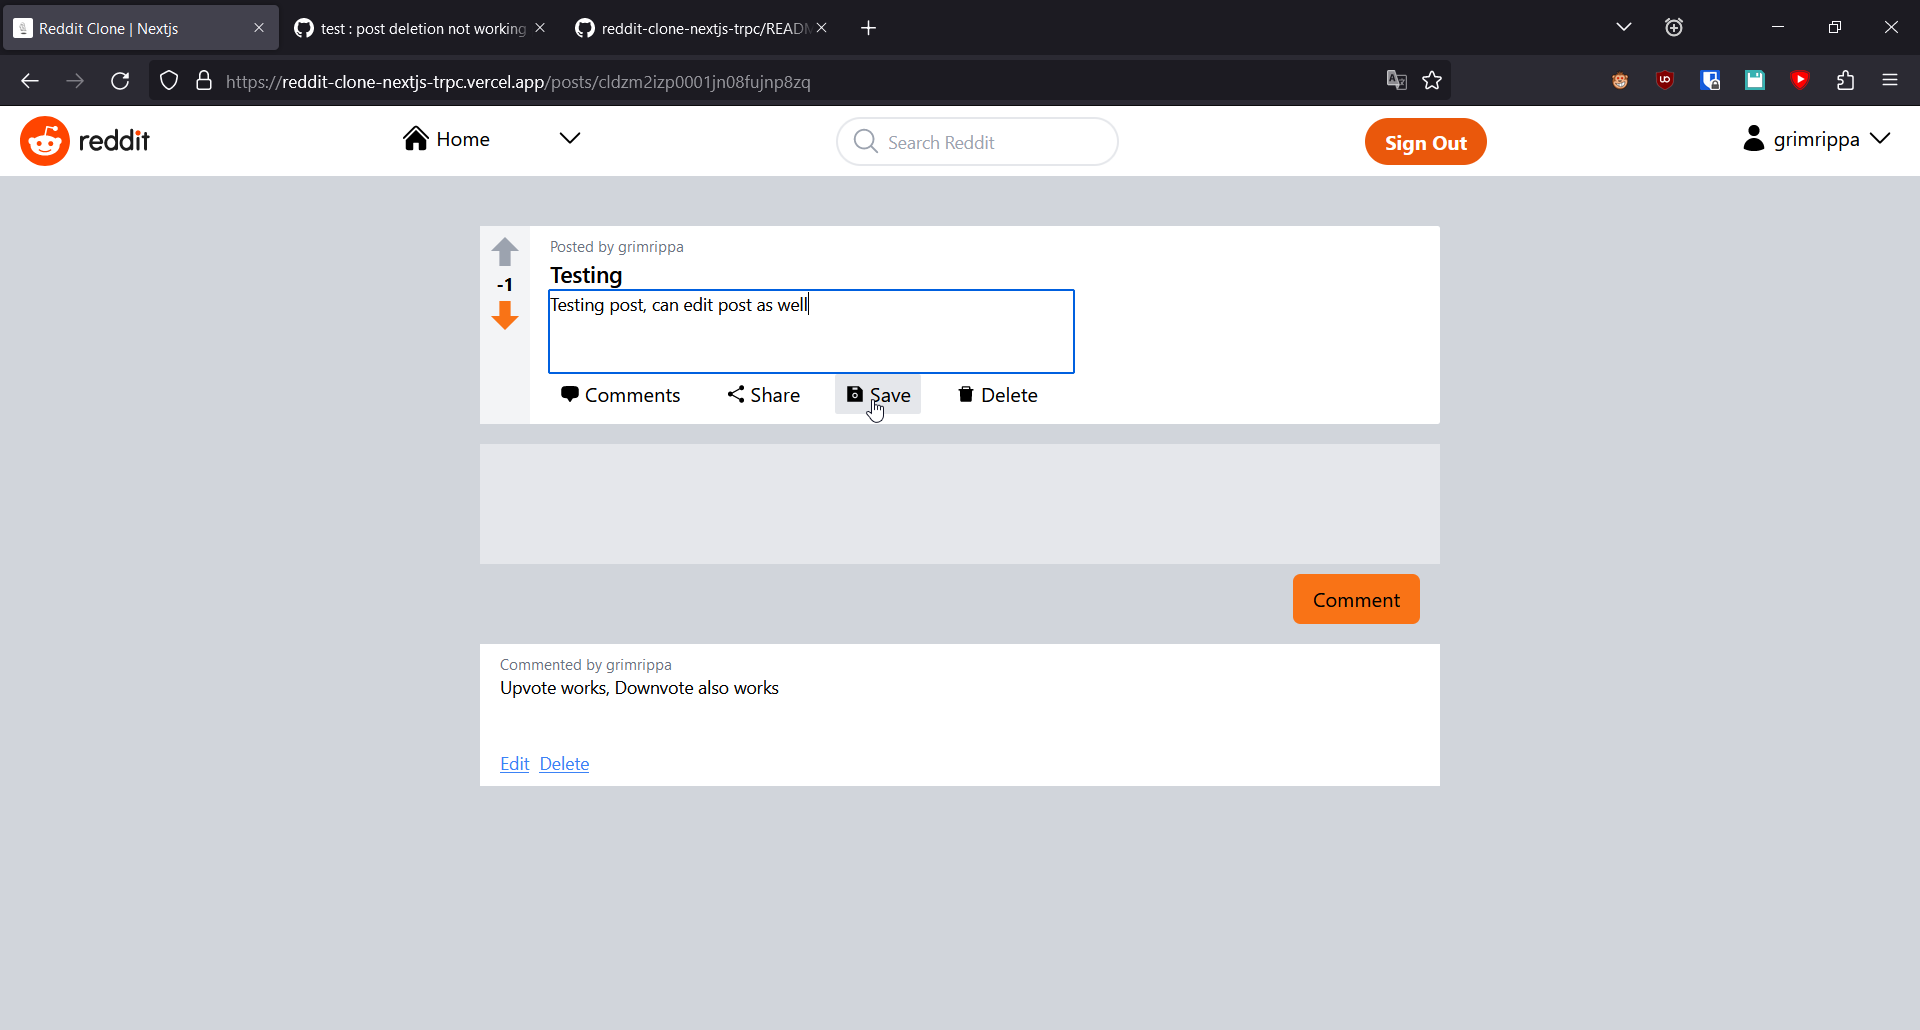 Reddit Clone | Nextjs
test : post deletion not working
reddit-clone-nextjs-trpc/READM
https://reddit-clone-nextjs-trpc.vercel.app/posts/cldzm2izp0001jn08fujnp8zq
reddit
Home
Search Reddit
Sign Out
grimrippa
Posted by grimrippa
Testing
-1
Testing post, can edit post as well
Comments
Share
Save
Delete
Comment
Commented by grimrippa
Upvote works, Downvote also works
Edit Delete